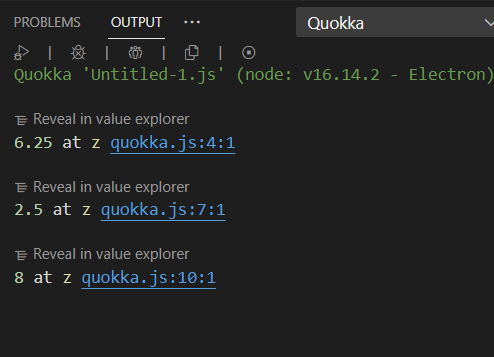 PROBLEMS OUTPUT ··· Quokka
| | | | |
Quokka 'Untitled-1.js' (node: v16.14.2 - Electron)
Reveal in value explorer
6.25 at z quokka.js:4:1
Reveal in value explorer
2.5 at z quokka.js:7:1
Reveal in value explorer
8 at z quokka.js:10:1